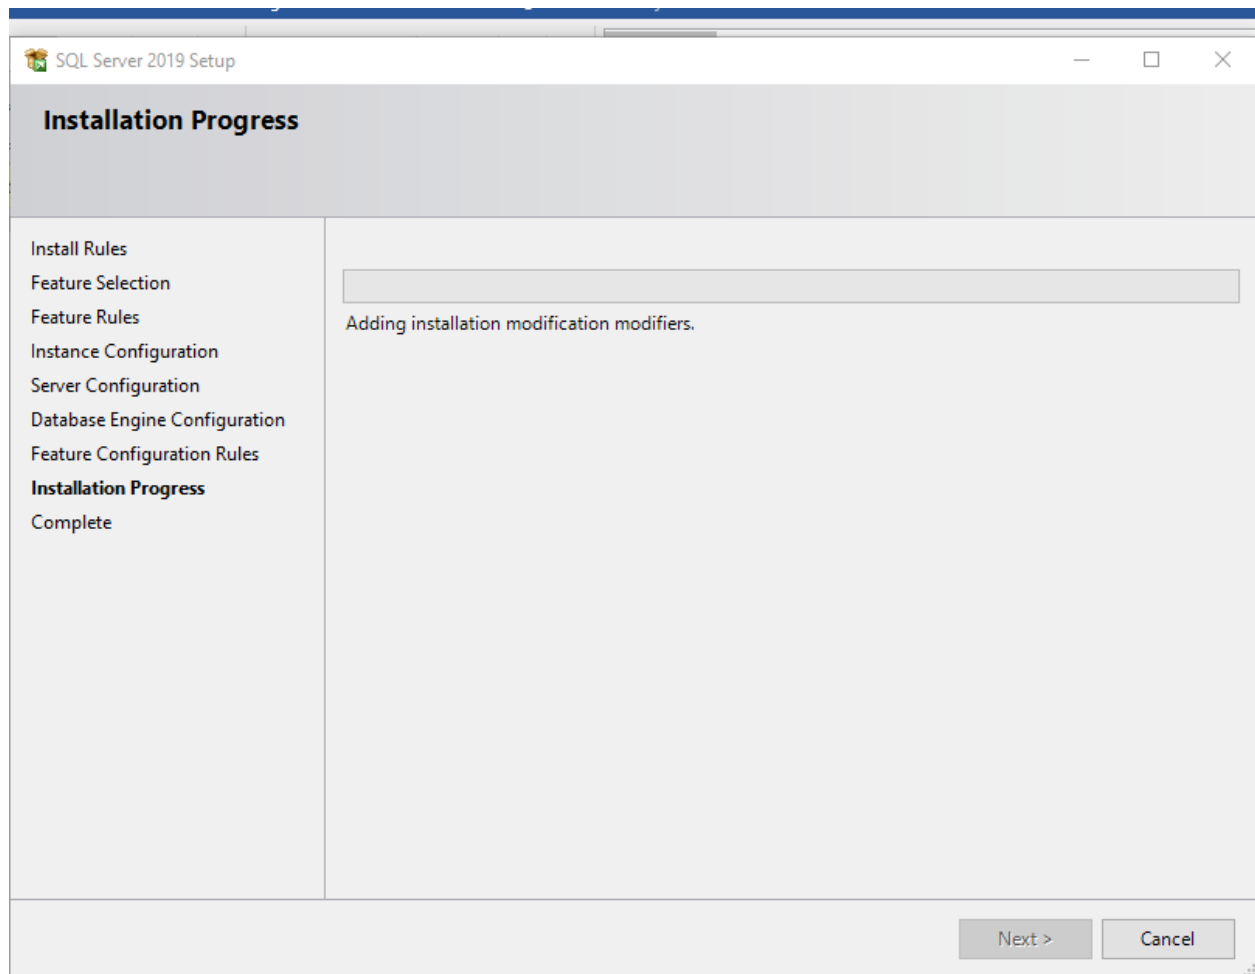 SQL Server 2019 Setup
Installation Progress
Install Rules
Feature Selection
Feature Rules
Instance Configuration
Server Configuration
Database Engine Configuration
Feature Configuration Rules
Installation Progress
Complete
Adding installation modification modifiers.
Next >
Cancel